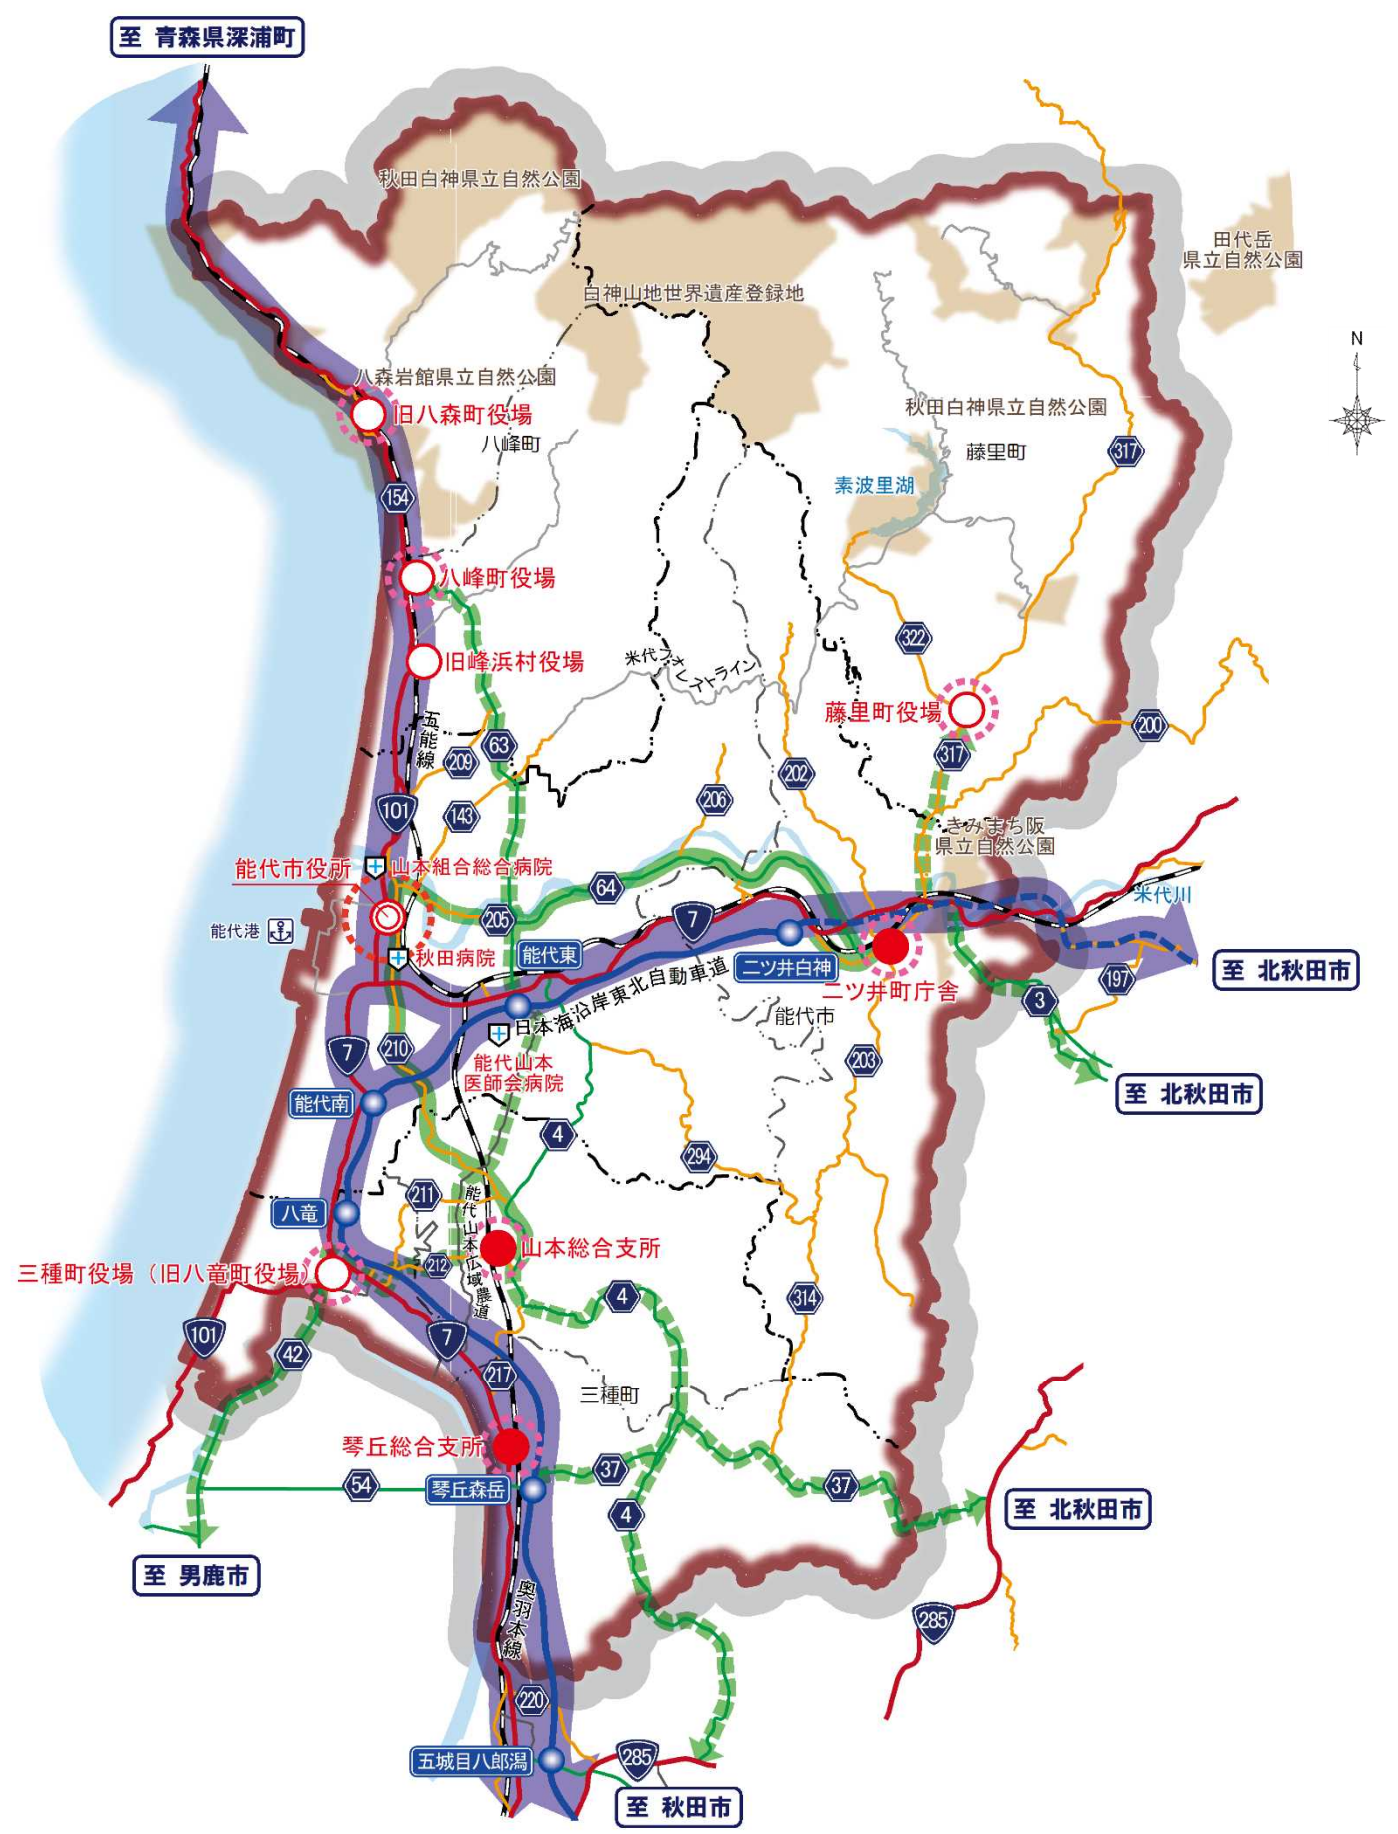 至 青森県深浦町
秋田白神県立自然公園
田代岳
県立自然公園
白神山地世界遺産登録地
N
八森岩館県立自然公園
旧八森町役場
八峰町
秋田白神県立自然公園
藤里町
317
素波里湖
154
八峰町役場
322
旧峰浜村役場
米代フォレストライン
藤里町役場
五能線
63
209
317
200
202
206
101
143
きみまち阪
県立自然公園
能代市役所
山本組合総合病院
64
米代川
205
7
能代港
秋田病院
能代東
二ツ井白神
至 北秋田市
197
二ツ井町庁舎
日本海沿岸東北自動車道
3
能代市
7
210
能代山本
医師会病院
203
至 北秋田市
能代南
4
294
211
能代山本広域農道
八竜
山本総合支所
212
三種町役場（旧八竜町役場）
4
314
101
7
42
217
三種町
琴丘総合支所
37
37
54
琴丘森岳
4
至 北秋田市
至 男鹿市
奥羽本線
285
220
五城目八郎潟
285
至 秋田市